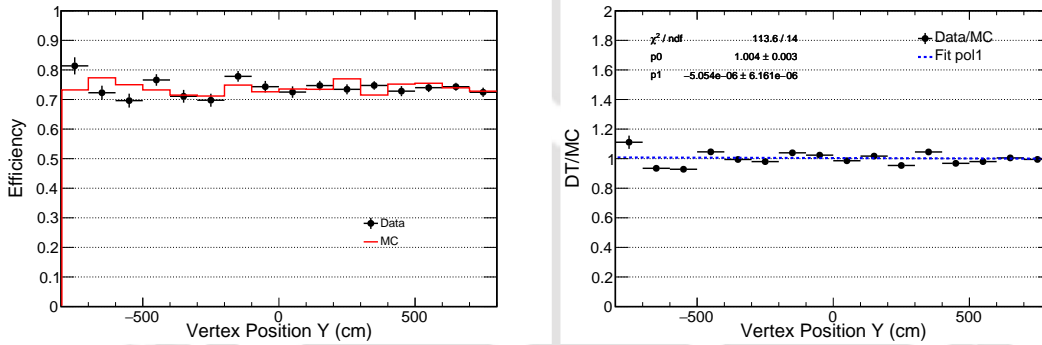 1
0.9
0.8
0.7
0.6
0.5
0.4
0.3
0.2
0.1
0
Efficiency
Data
MC
−500 0 500
Vertex Position Y (cm)
2
1.8
1.6
1.4
1.2
1
0.8
0.6
0.4
0.2
0
DT/MC
χ² / ndf 113.6 / 14
p0 1.004 ± 0.003
p1 −5.054e−06 ± 6.161e−06
Data/MC
Fit pol1
−500 0 500
Vertex Position Y (cm)